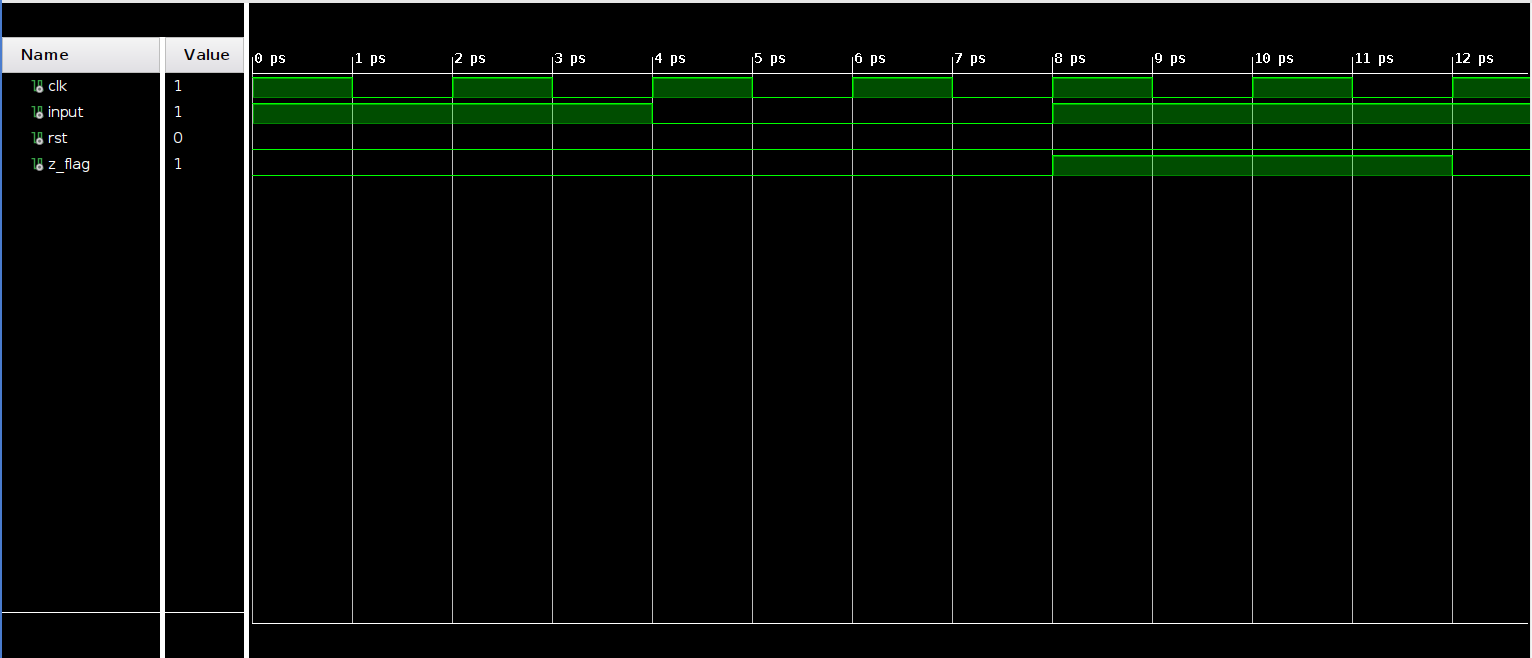 Name Value
0 ps 1 ps 2 ps 3 ps 4 ps 5 ps 6 ps 7 ps 8 ps 9 ps 10 ps 11 ps 12 ps
clk 1
input 1
rst 0
z_flag 1